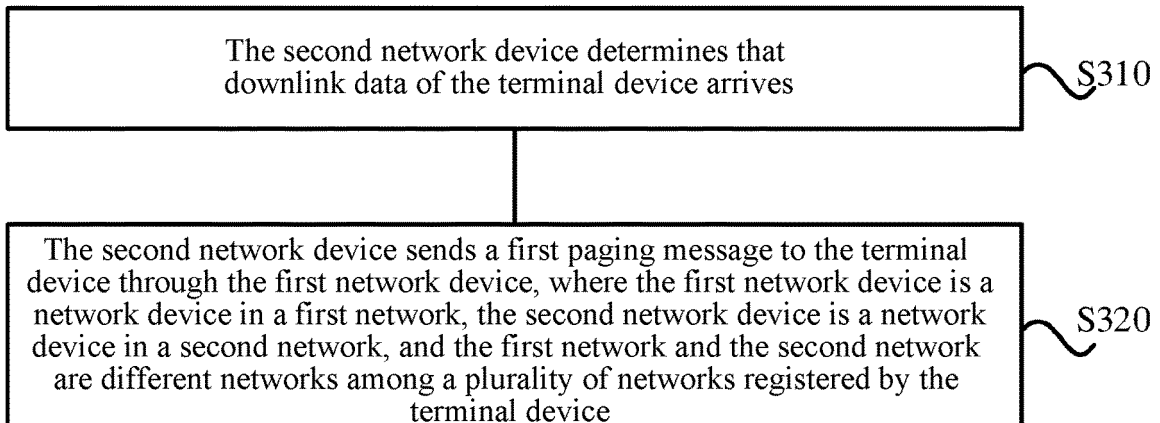 The second network device determines that
downlink data of the terminal device arrives
S310
The second network device sends a first paging message to the terminal
device through the first network device, where the first network device is a
network device in a first network, the second network device is a network
device in a second network, and the first network and the second network
are different networks among a plurality of networks registered by the
terminal device
S320